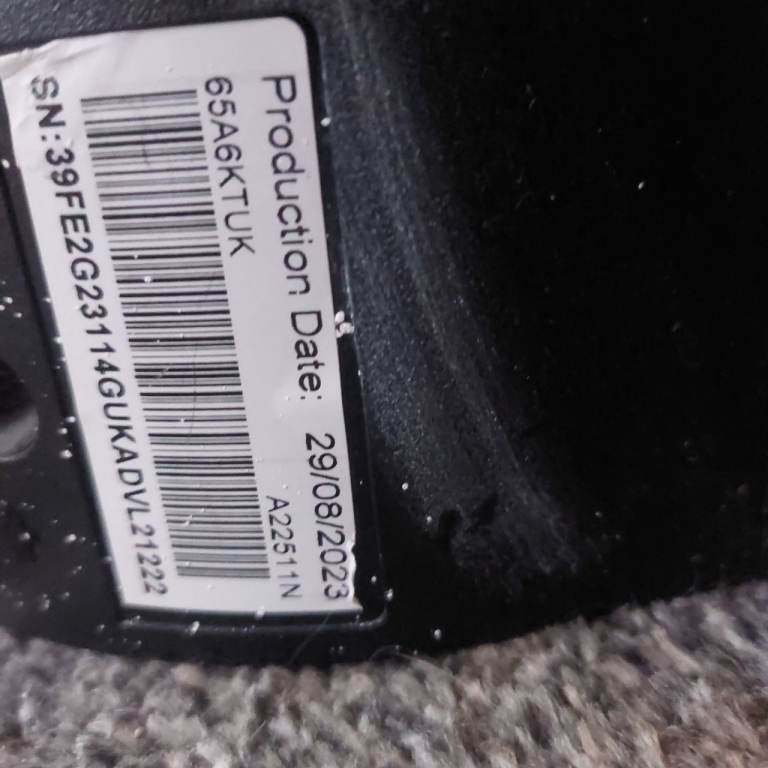 Production Date: 29/08/2023
65A6KTUK A22511N
SN:39FE2G23114GUKADVL21222